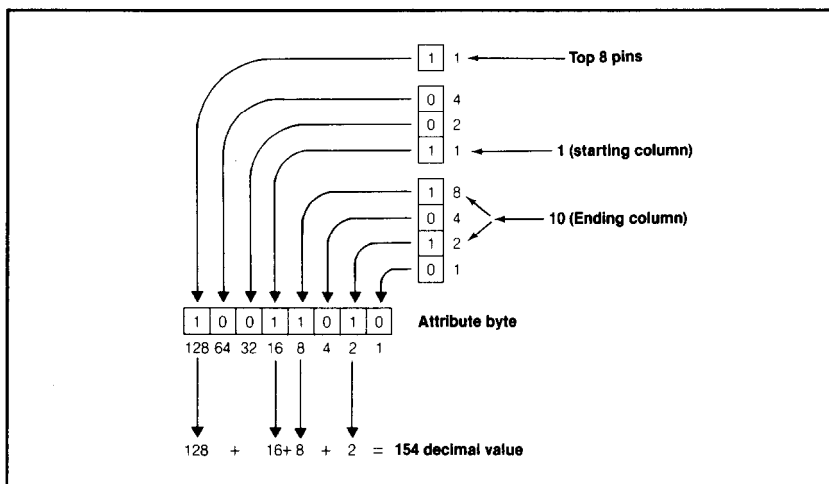 1 1 Top 8 pins
0 4
0 2
1 1 1 (starting column)
1 8
0 4 10 (Ending column)
1 2
0 1
1 0 0 1 1 0 1 0 Attribute byte
128 64 32 16 8 4 2 1
128 + 16+8 + 2 = 154 decimal value